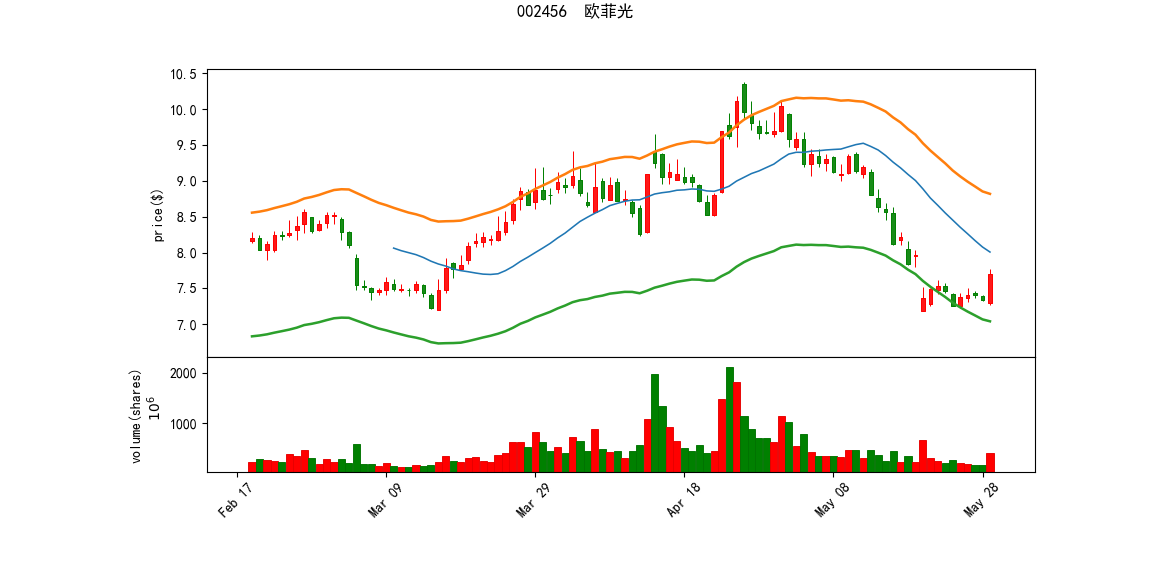 002456 欧菲光
10.5
10.0
9.5
9.0
8.5
8.0
7.5
7.0
price($)
2000
1000
volume(shares)
10^6
Feb 17
Mar 09
Mar 29
Apr 18
May 08
May 28